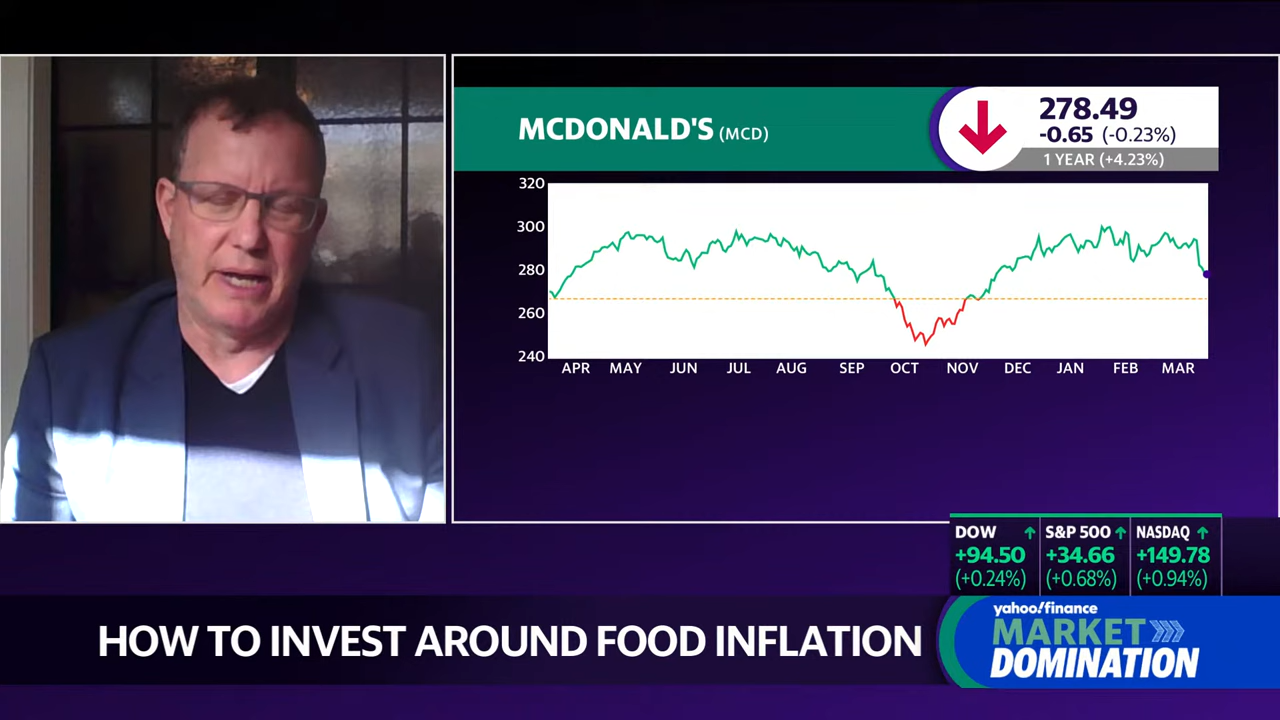 MCDONALD'S (MCD)
278.49
-0.65 (-0.23%)
1 YEAR (+4.23%)
320
300
280
260
240
APR MAY JUN JUL AUG SEP OCT NOV DEC JAN FEB MAR
DOW
+94.50
(+0.24%)
S&P 500
+34.66
(+0.68%)
NASDAQ
+149.78
(+0.94%)
HOW TO INVEST AROUND FOOD INFLATION
yahoo!finance
MARKET
DOMINATION